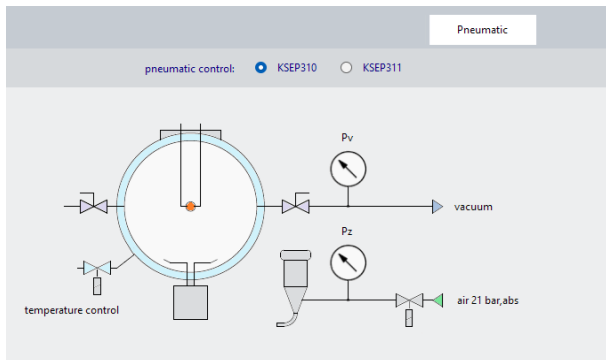 Pneumatic
pneumatic control: KSEP310 KSEP311
Pv
vacuum
Pz
air 21 bar,abs
temperature control